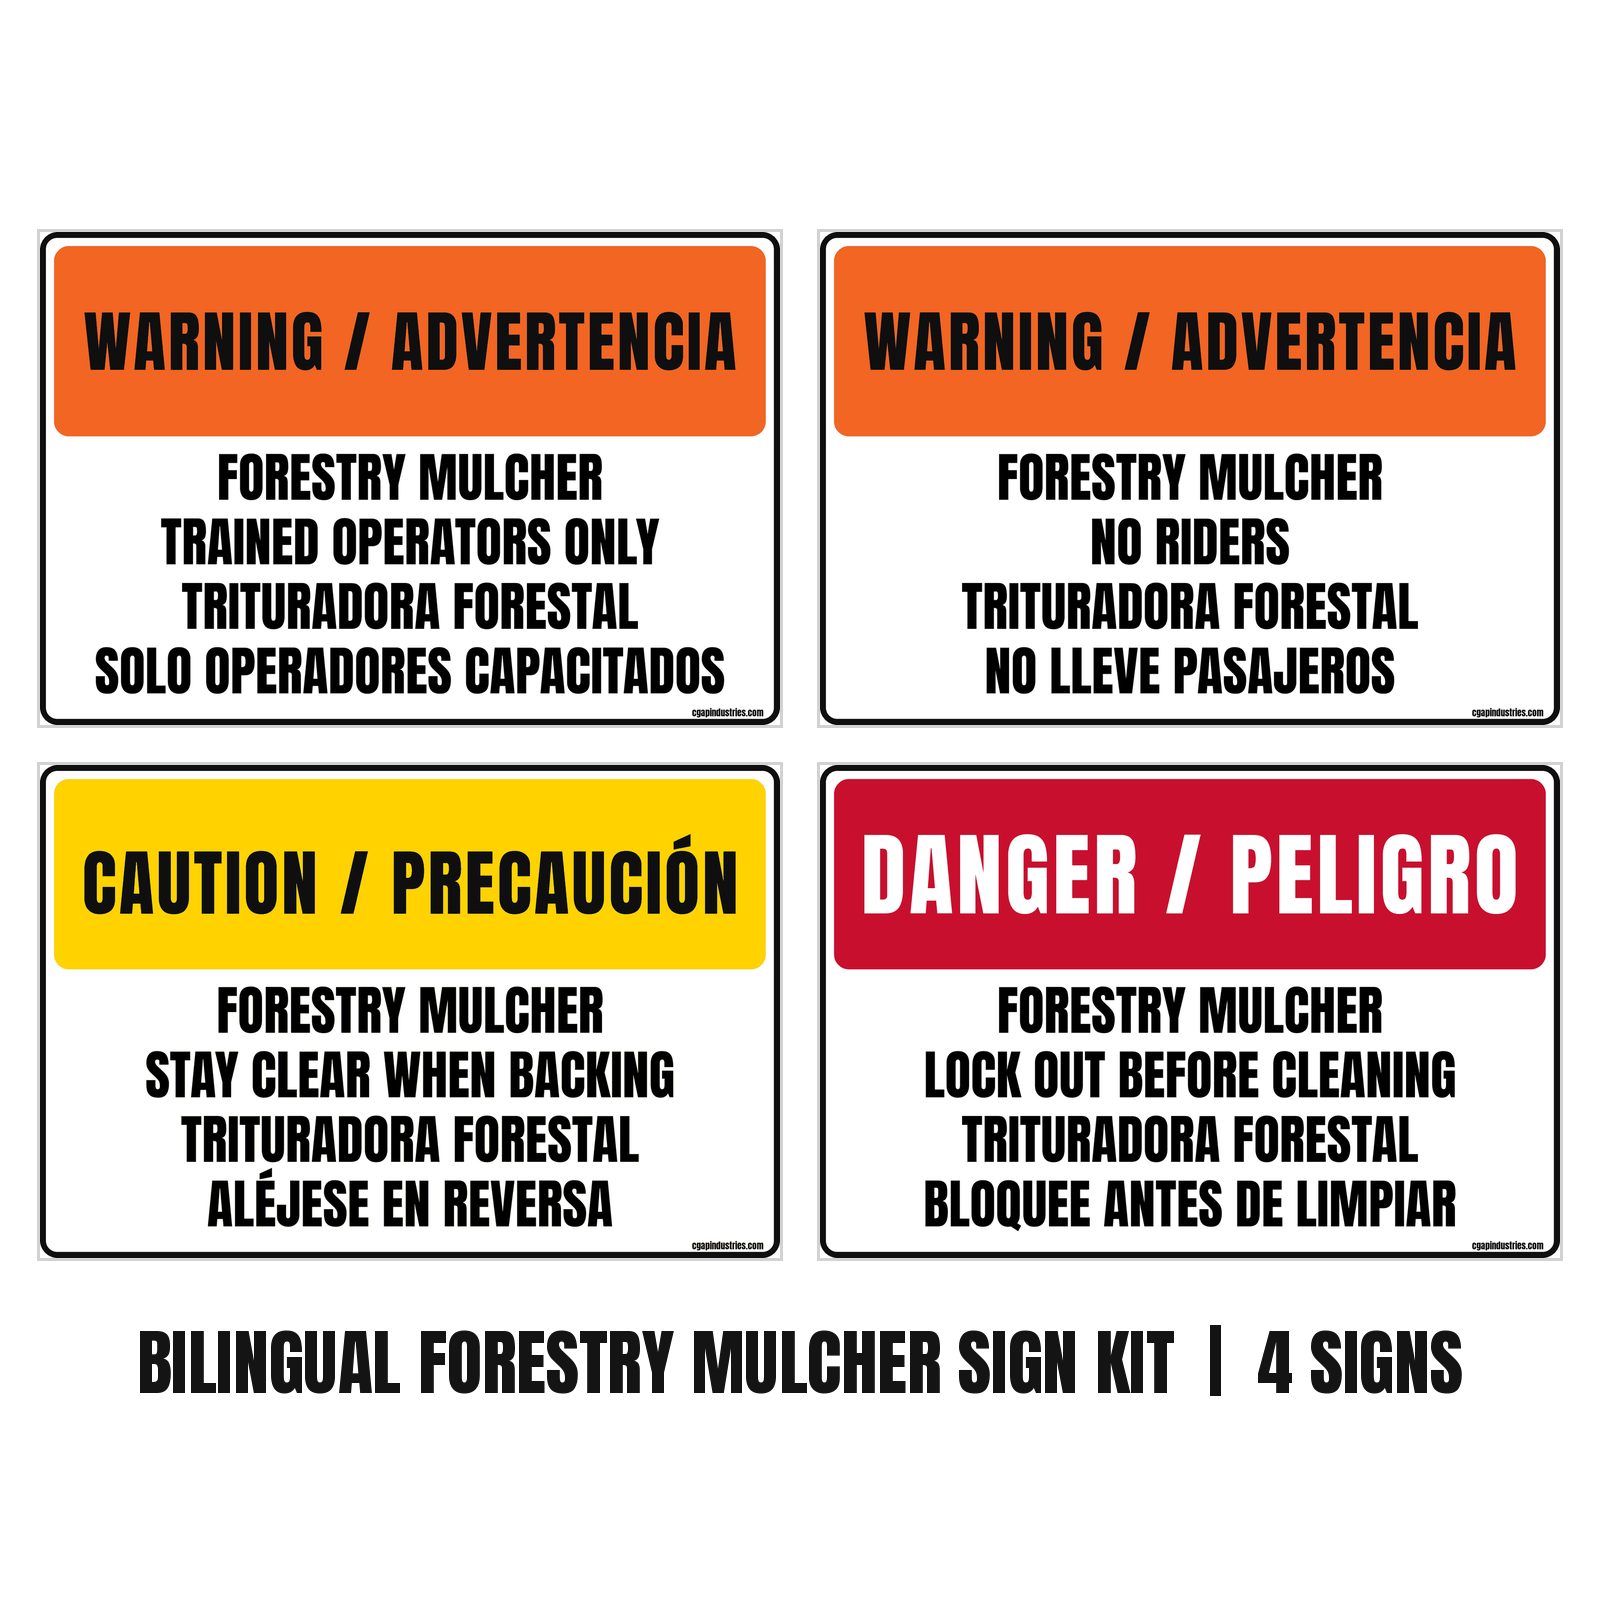 WARNING / ADVERTENCIA
FORESTRY MULCHER
TRAINED OPERATORS ONLY
TRITURADORA FORESTAL
SOLO OPERADORES CAPACITADOS
cgapindustries.com
WARNING / ADVERTENCIA
FORESTRY MULCHER
NO RIDERS
TRITURADORA FORESTAL
NO LLEVE PASAJEROS
cgapindustries.com
CAUTION / PRECAUCIÓN
FORESTRY MULCHER
STAY CLEAR WHEN BACKING
TRITURADORA FORESTAL
ALÉJESE EN REVERSA
cgapindustries.com
DANGER / PELIGRO
FORESTRY MULCHER
LOCK OUT BEFORE CLEANING
TRITURADORA FORESTAL
BLOQUEE ANTES DE LIMPIAR
cgapindustries.com
BILINGUAL FORESTRY MULCHER SIGN KIT | 4 SIGNS